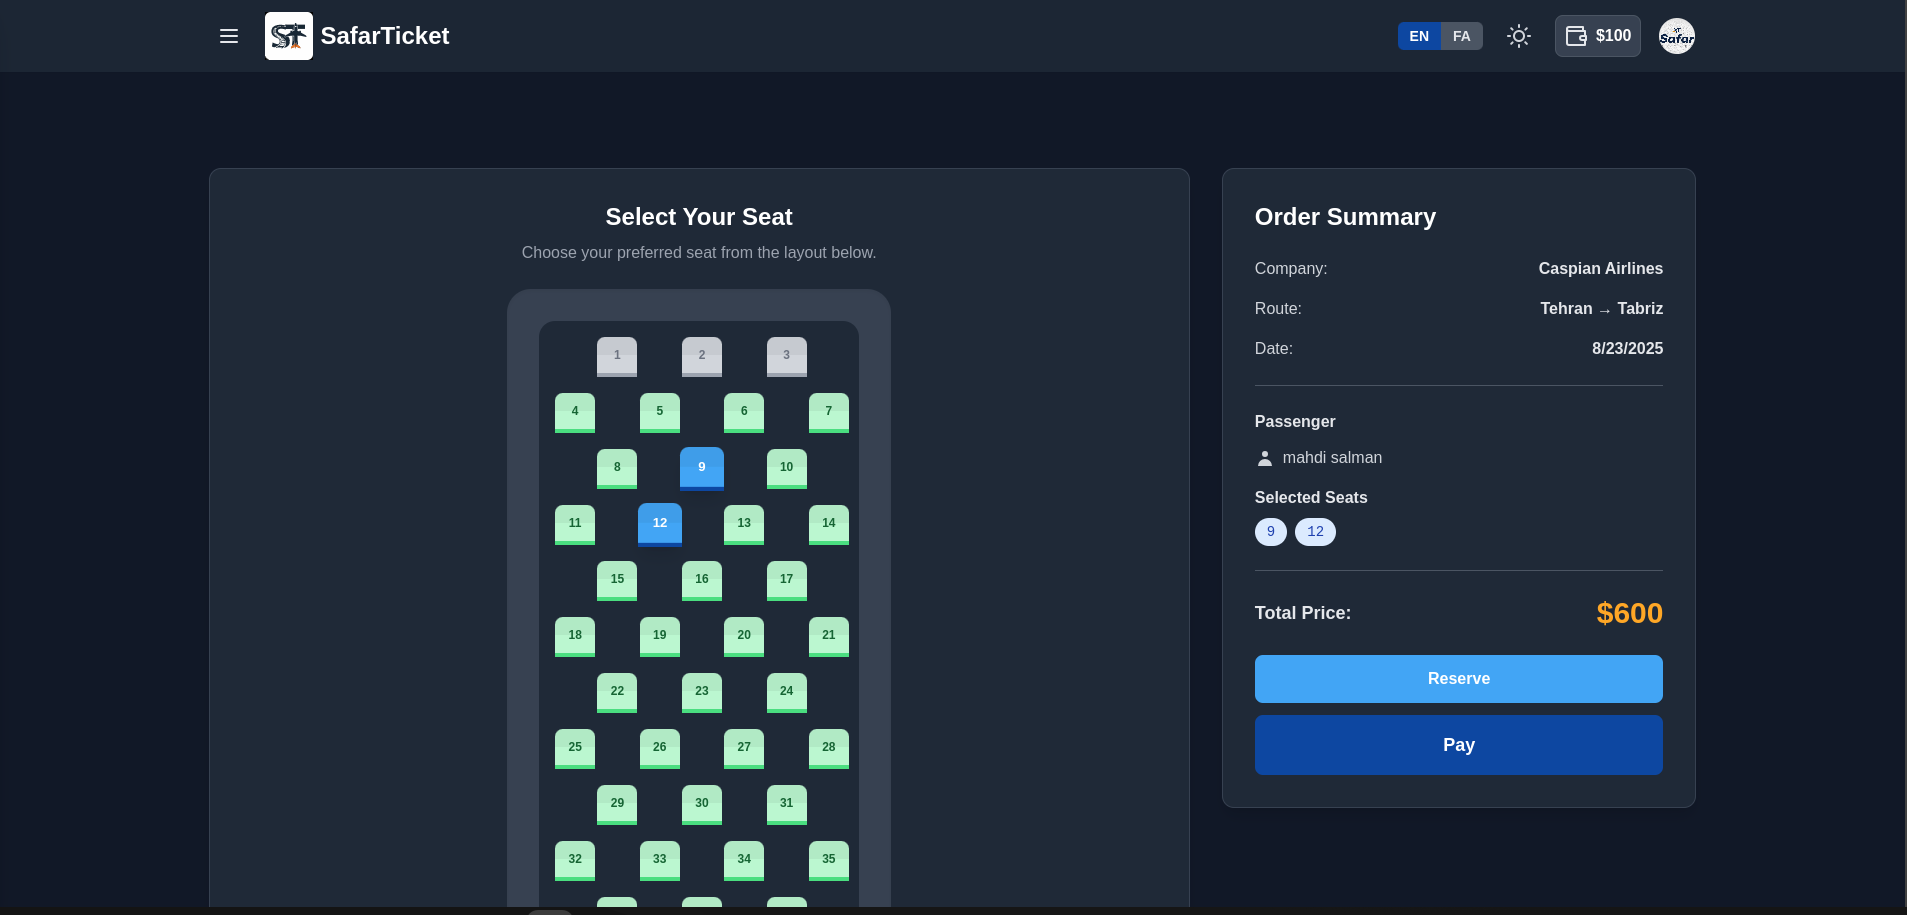 SafarTicket
EN FA
$100
Safar
Select Your Seat
Choose your preferred seat from the layout below.
1 2 3
4 5 6 7
8 9 10
11 12 13 14
15 16 17
18 19 20 21
22 23 24
25 26 27 28
29 30 31
32 33 34 35
Order Summary
Company: Caspian Airlines
Route: Tehran → Tabriz
Date: 8/23/2025
Passenger
mahdi salman
Selected Seats
9 12
Total Price: $600
Reserve
Pay